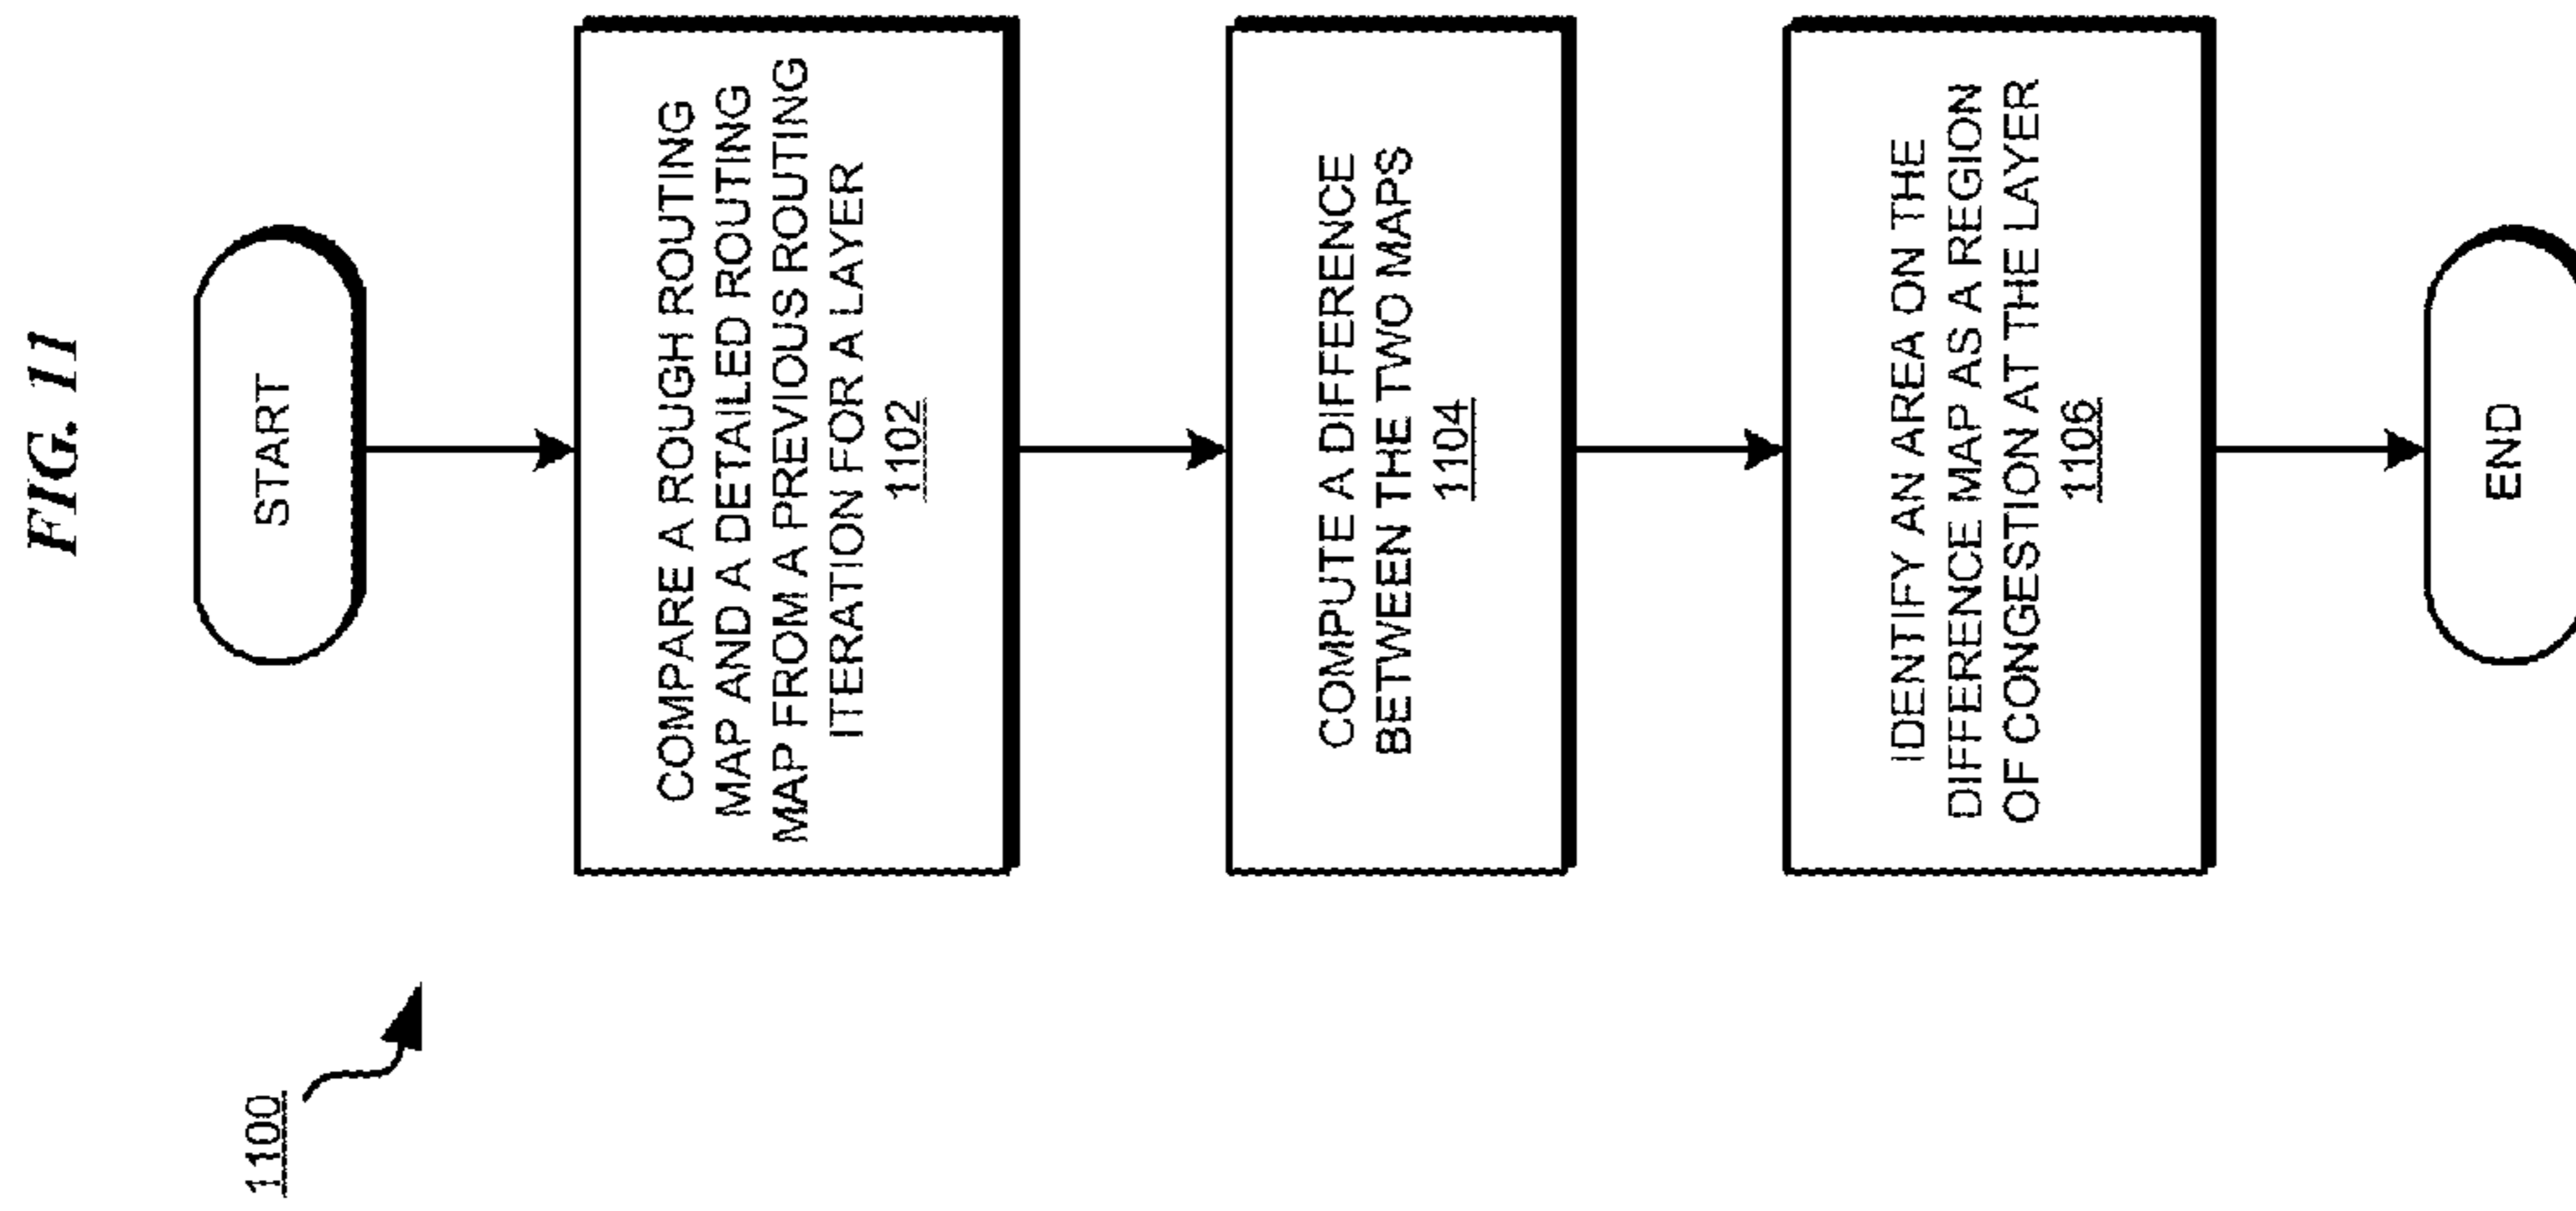 FIG. 11
1100
START
COMPARE A ROUGH ROUTING
MAP AND A DETAILED ROUTING
MAP FROM A PREVIOUS ROUTING
ITERATION FOR A LAYER
1102
COMPUTE A DIFFERENCE
BETWEEN THE TWO MAPS
1104
IDENTIFY AN AREA ON THE
DIFFERENCE MAP AS A REGION
OF CONGESTION AT THE LAYER
1106
END